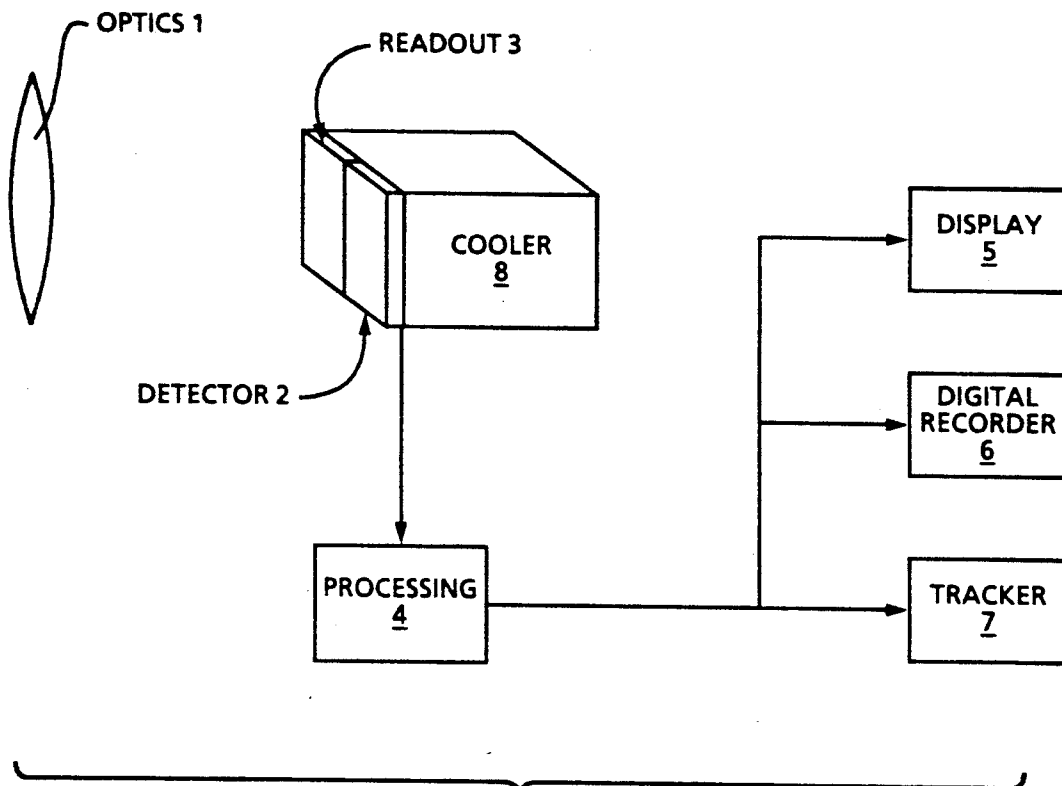 OPTICS 1
READOUT 3
COOLER
8
DETECTOR 2
PROCESSING
4
DISPLAY
5
DIGITAL
RECORDER
6
TRACKER
7